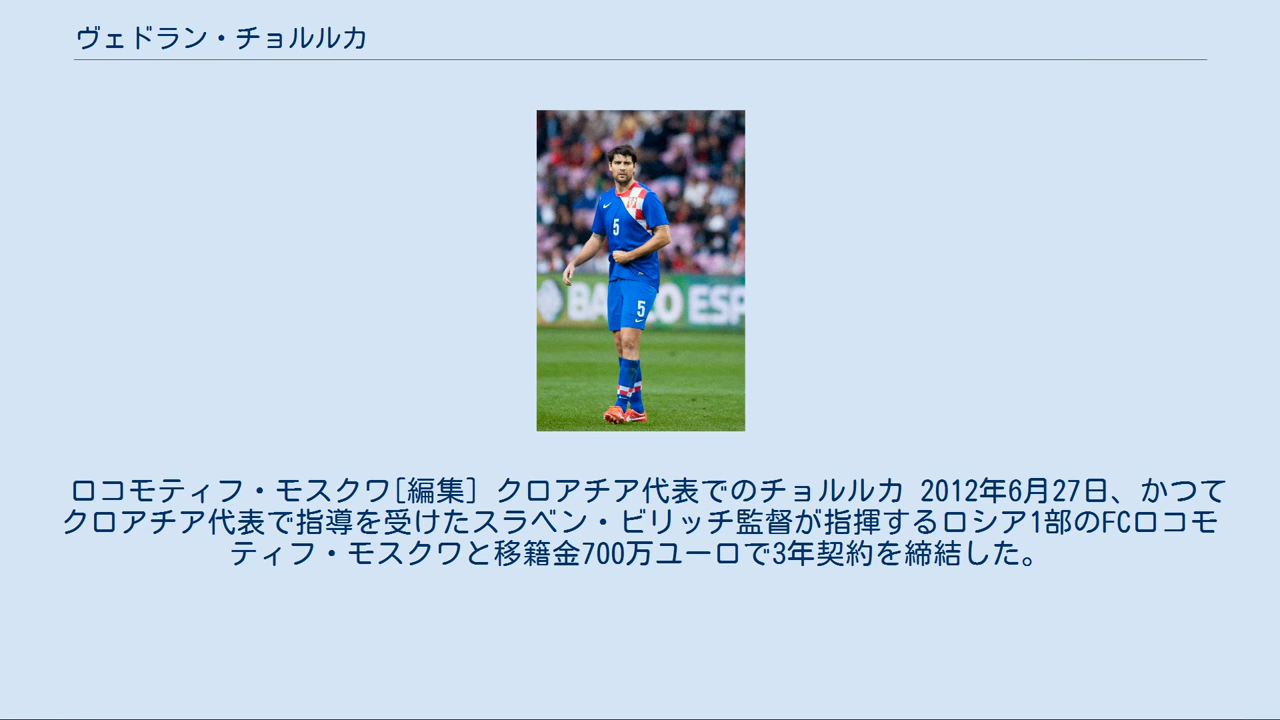 ヴェドラン・チョルルカ
5
BA CO ESP
5
ロコモティフ・モスクワ[編集] クロアチア代表でのチョルルカ 2012年6月27日、かつて
クロアチア代表で指導を受けたスラベン・ビリッチ監督が指揮するロシア1部のFCロコモ
ティフ・モスクワと移籍金700万ユーロで3年契約を締結した。